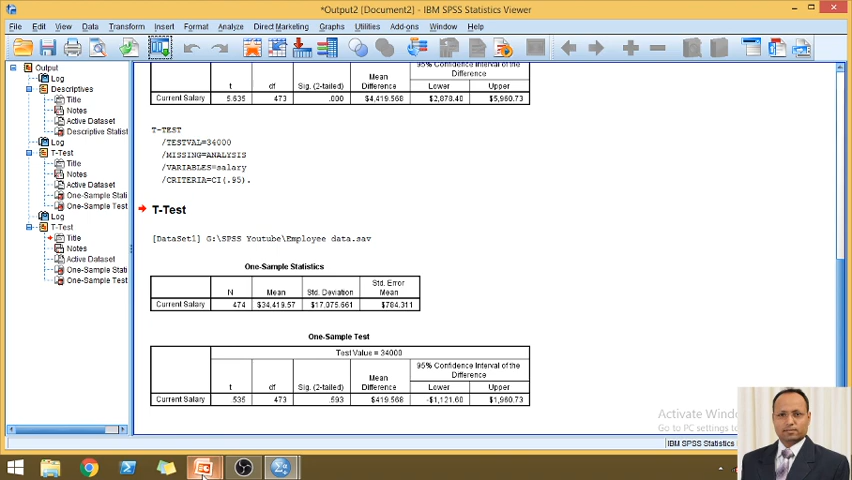 *Output2 [Document2] - IBM SPSS Statistics Viewer
File Edit View Data Transform Insert Format Analyze Direct Marketing Graphs Utilities Add-ons Window Help
Output
Log
Descriptives
Title
Notes
Active Dataset
Descriptive Statist
Log
T-Test
Title
Notes
Active Dataset
One-Sample Stati
One-Sample Test
Log
T-Test
Title
Notes
Active Dataset
One-Sample Stati
One-Sample Test
95% Confidence Interval of the
Difference
t df Sig. (2-tailed) Mean Difference Lower Upper
Current Salary 5.635 473 .000 $4,419.568 $2,878.40 $5,960.73
T-TEST
/TESTVAL=34000
/MISSING=ANALYSIS
/VARIABLES=salary
/CRITERIA=CI(.95).
T-Test
[DataSet1] G:\SPSS Youtube\Employee data.sav
One-Sample Statistics
N Mean Std. Deviation Std. Error Mean
Current Salary 474 $34,419.57 $17,075.661 $784.311
One-Sample Test
Test Value = 34000
95% Confidence Interval of the
Difference
t df Sig. (2-tailed) Mean Difference Lower Upper
Current Salary .535 473 .593 $419.568 -$1,121.60 $1,960.73
Activate Windo
Go to PC settings to
IBM SPSS Statistics